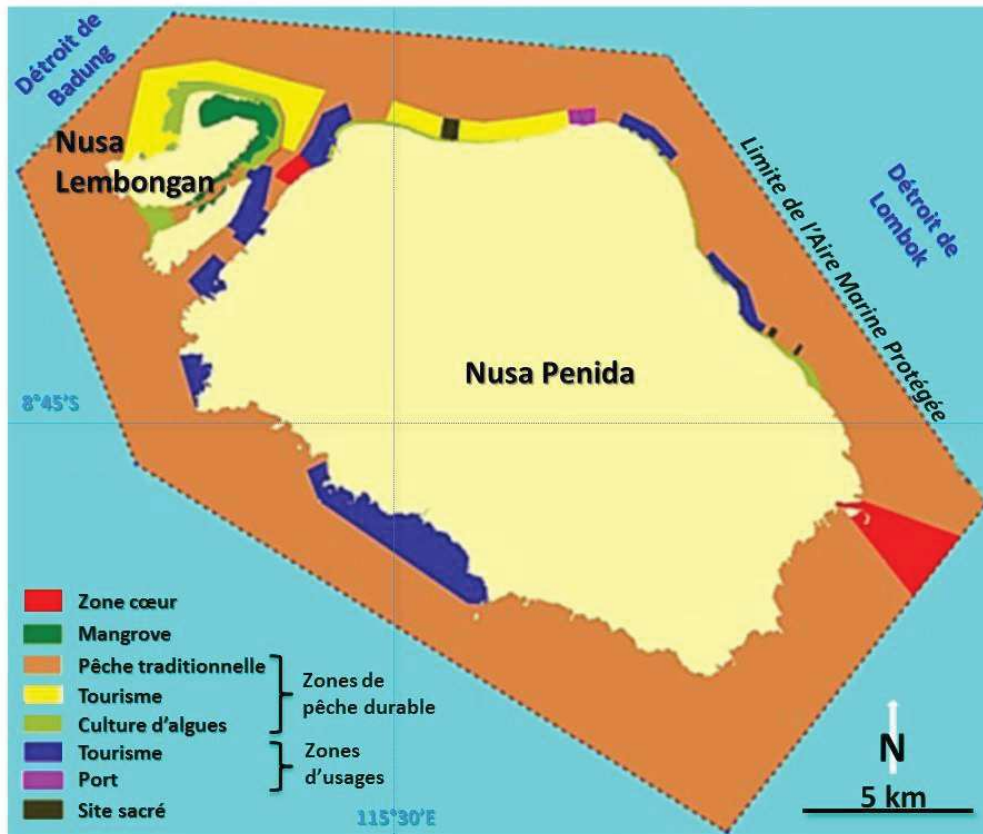 Détroit de
Badung
Nusa
Lembongan
Limite de l'Aire Marine Protégée
Détroit de
Lombok
Nusa Penida
8°45'S
Zone cœur
Mangrove
Pêche traditionnelle
Tourisme
Culture d'algues
Zones de
pêche durable
Tourisme
Port
Zones
d'usages
Site sacré
115°30'E
N
5 km